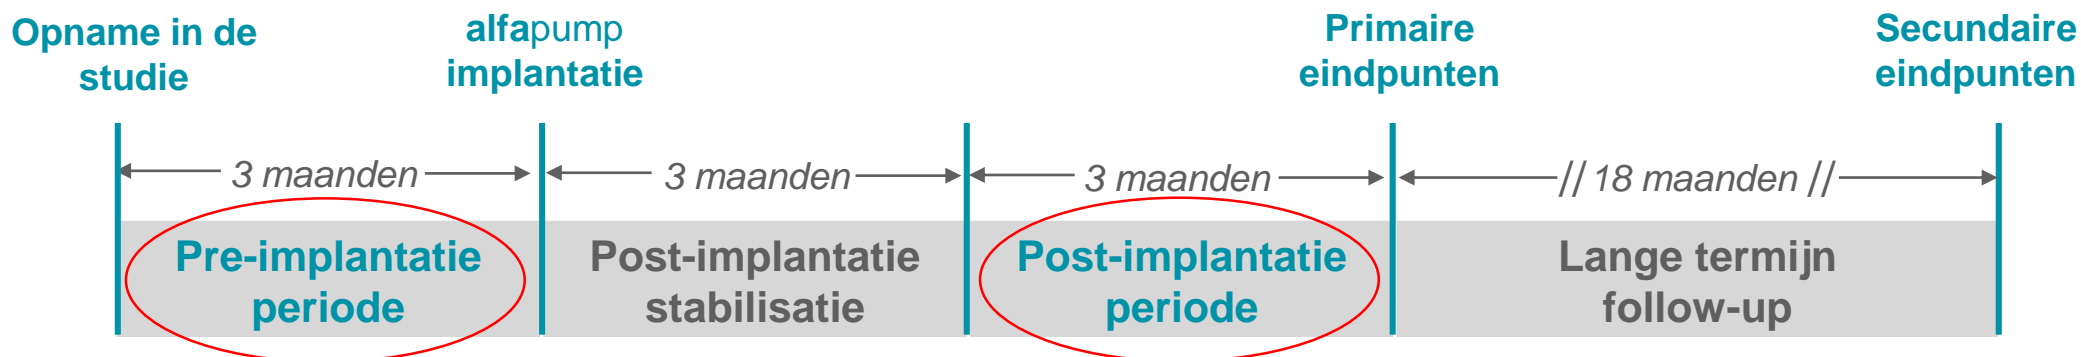 Opname in de
studie
alfapump
implantatie
Primaire
eindpunten
Secundaire
eindpunten
3 maanden
3 maanden
3 maanden
// 18 maanden //
Pre-implantatie
periode
Post-implantatie
stabilisatie
Post-implantatie
periode
Lange termijn
follow-up